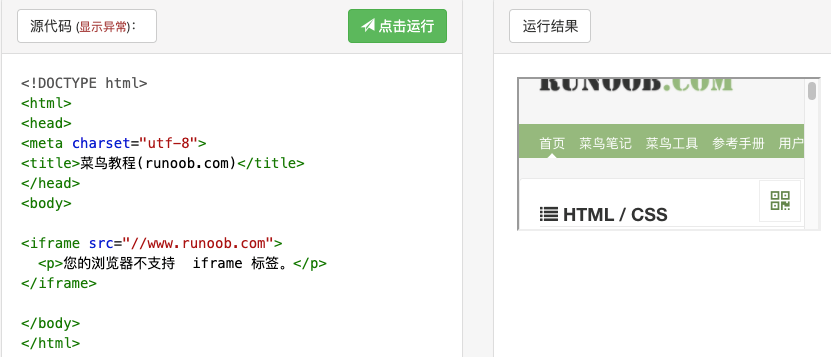 源代码 (显示异常):
点击运行
<!DOCTYPE html>
<html>
<head>
<meta charset="utf-8">
<title>菜鸟教程(runoob.com)</title>
</head>
<body>
<iframe src="//www.runoob.com">
<p>您的浏览器不支持  iframe 标签。</p>
</iframe>
</body>
</html>
运行结果
RUNOOB.COM
首页 菜鸟笔记 菜鸟工具 参考手册 用户
HTML / CSS